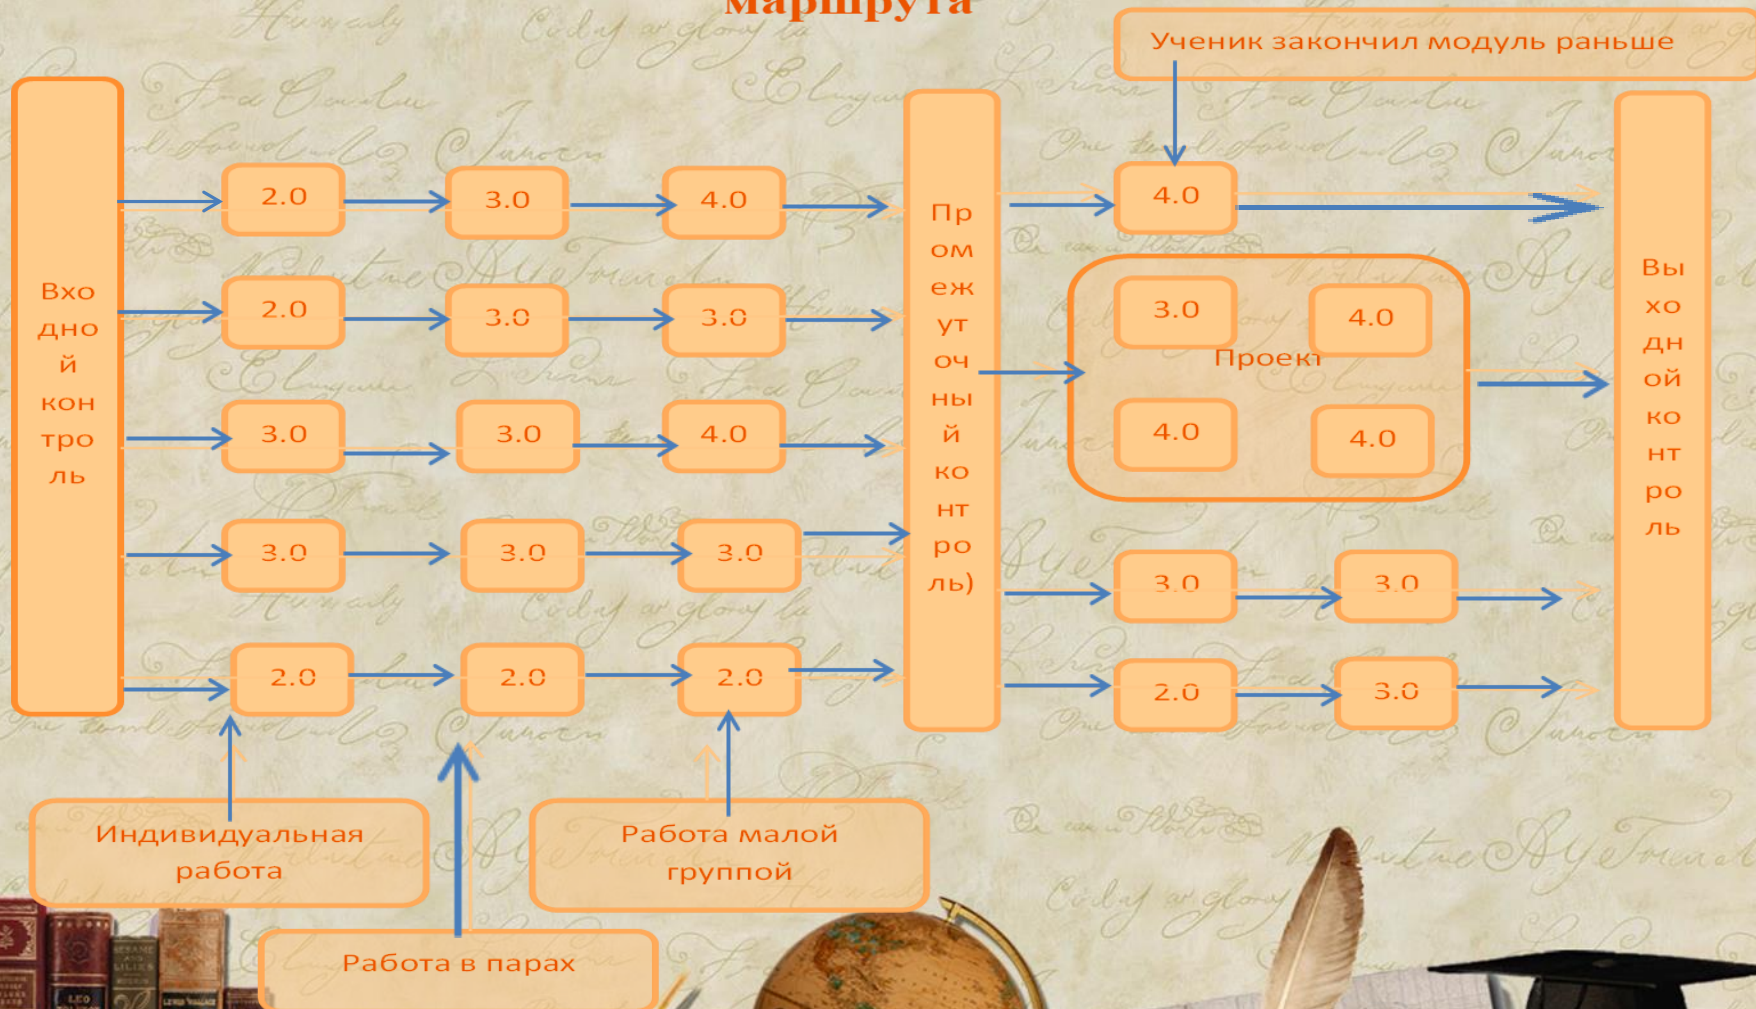 маршрута
Ученик закончил модуль раньше
Вхо
дно
й
кон
тро
ль
2.0
3.0
4.0
2.0
3.0
3.0
3.0
3.0
4.0
3.0
3.0
3.0
2.0
2.0
2.0
Пр
ом
еж
ут
оч
ны
й
ко
нт
ро
ль)
4.0
3.0
4.0
Проект
4.0
4.0
3.0
3.0
2.0
3.0
Вы
хо
дн
ой
ко
нт
ро
ль
Индивидуальная
работа
Работа малой
группой
Работа в парах
LEO
LEWIS WALLACE